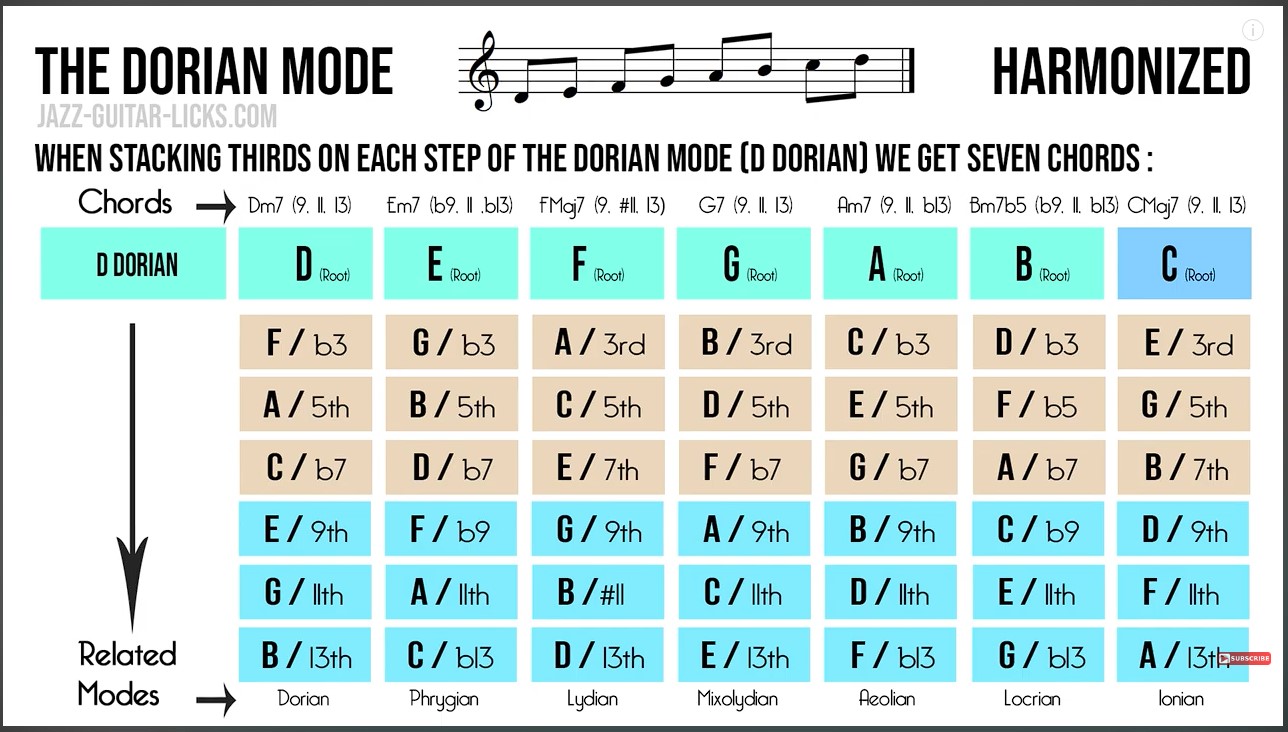 THE DORIAN MODE
HARMONIZED
JAZZ-GUITAR-LICKS.COM
WHEN STACKING THIRDS ON EACH STEP OF THE DORIAN MODE (D DORIAN) WE GET SEVEN CHORDS :
Chords Dm7 (9. 11. 13) Em7 (b9. 11 .b13) FMaj7 (9. #11. 13) G7 (9. 11. 13) Am7 (9. 11. b13) Bm7b5 (b9. 11. b13) CMaj7 (9. 11. 13)
D DORIAN D (Root) E (Root) F (Root) G (Root) A (Root) B (Root) C (Root)
F / b3 G / b3 A / 3rd B / 3rd C / b3 D / b3 E / 3rd
A / 5th B / 5th C / 5th D / 5th E / 5th F / b5 G / 5th
C / b7 D / b7 E / 7th F / b7 G / b7 A / b7 B / 7th
E / 9th F / b9 G / 9th A / 9th B / 9th C / b9 D / 9th
G / 11th A / 11th B / #11 C / 11th D / 11th E / 11th F / 11th
B / 13th C / b13 D / 13th E / 13th F / b13 G / b13 A / 13th
SUBSCRIBE
Related
Modes Dorian Phrygian Lydian Mixolydian Aeolian Locrian Ionian